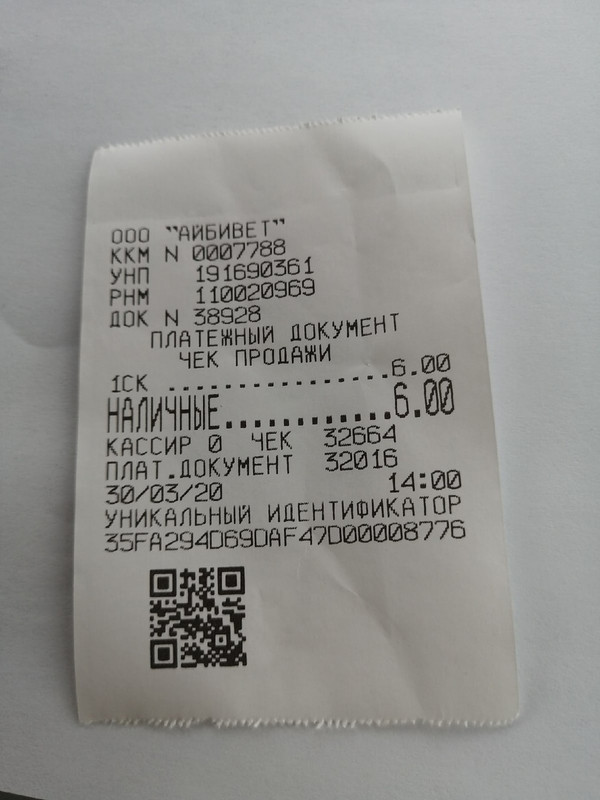 ООО "АЙБИВЕТ"
ККМ N 0007788
УНП 191690361
РНМ 110020969
ДОК N 38928
ПЛАТЕЖНЫЙ ДОКУМЕНТ
ЧЕК ПРОДАЖИ
1СК ................6.00
НАЛИЧНЫЕ............6.00
КАССИР 0 ЧЕК 32664
ПЛАТ.ДОКУМЕНТ 32016
30/03/20 14:00
УНИКАЛЬНЫЙ ИДЕНТИФИКАТОР
35FA294D69DAF47D00008776